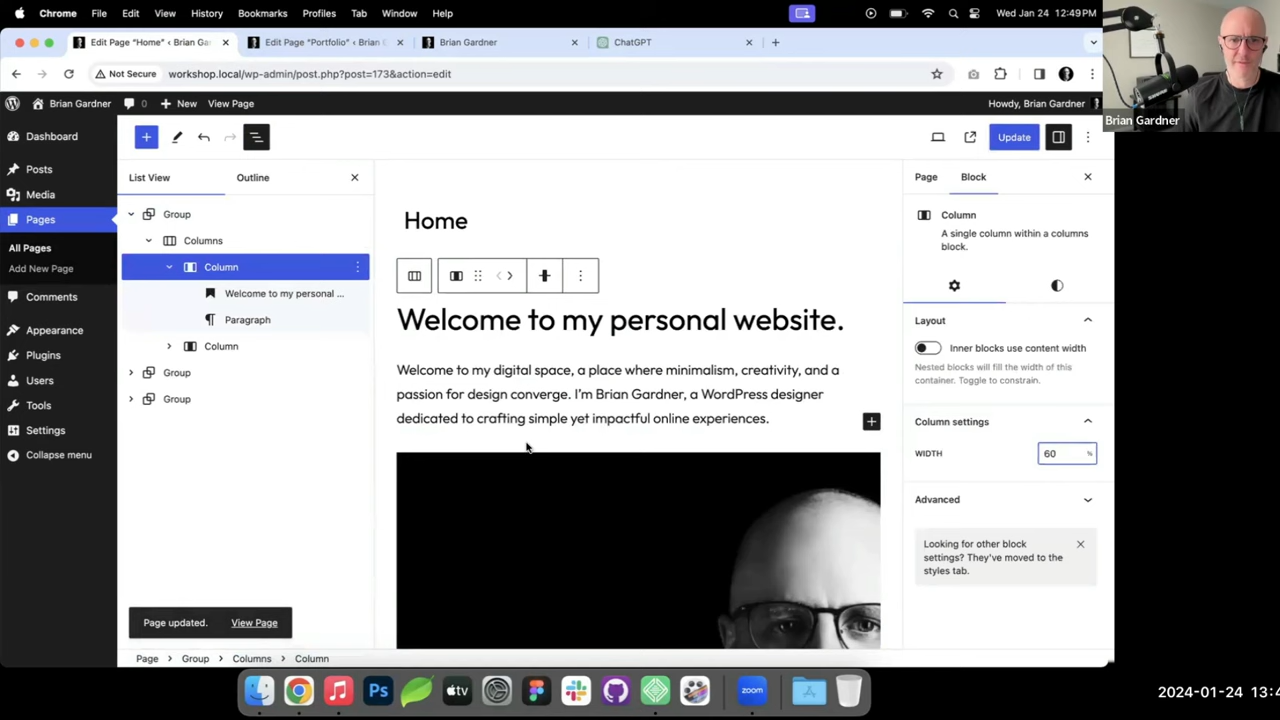 Chrome File Edit View History Bookmarks Profiles Tab Window Help Wed Jan 24 12:49 PM
Edit Page "Home" ‹ Brian Ga
Edit Page "Portfolio" ‹ Brian G
Brian Gardner
ChatGPT
Not Secure workshop.local/wp-admin/post.php?post=173&action=edit
Brian Gardner
Brian Gardner 0 New View Page Howdy, Brian Gardner
Dashboard
Posts
Media
Pages
All Pages
Add New Page
Comments
Appearance
Plugins
Users
Tools
Settings
Collapse menu
Update
List View Outline
Group
Columns
Column
Welcome to my personal ...
Paragraph
Column
Group
Group
Page updated. View Page
Page Group Columns Column
Home
Welcome to my personal website.
Welcome to my digital space, a place where minimalism, creativity, and a
passion for design converge. I'm Brian Gardner, a WordPress designer
dedicated to crafting simple yet impactful online experiences.
Page Block
Column
A single column within a columns
block.
Layout
Inner blocks use content width
Nested blocks will fill the width of this
container. Toggle to constrain.
Column settings
WIDTH 60 %
Advanced
Looking for other block
settings? They've moved to the
styles tab.
Ps
tv
zoom
2024-01-24 13:4